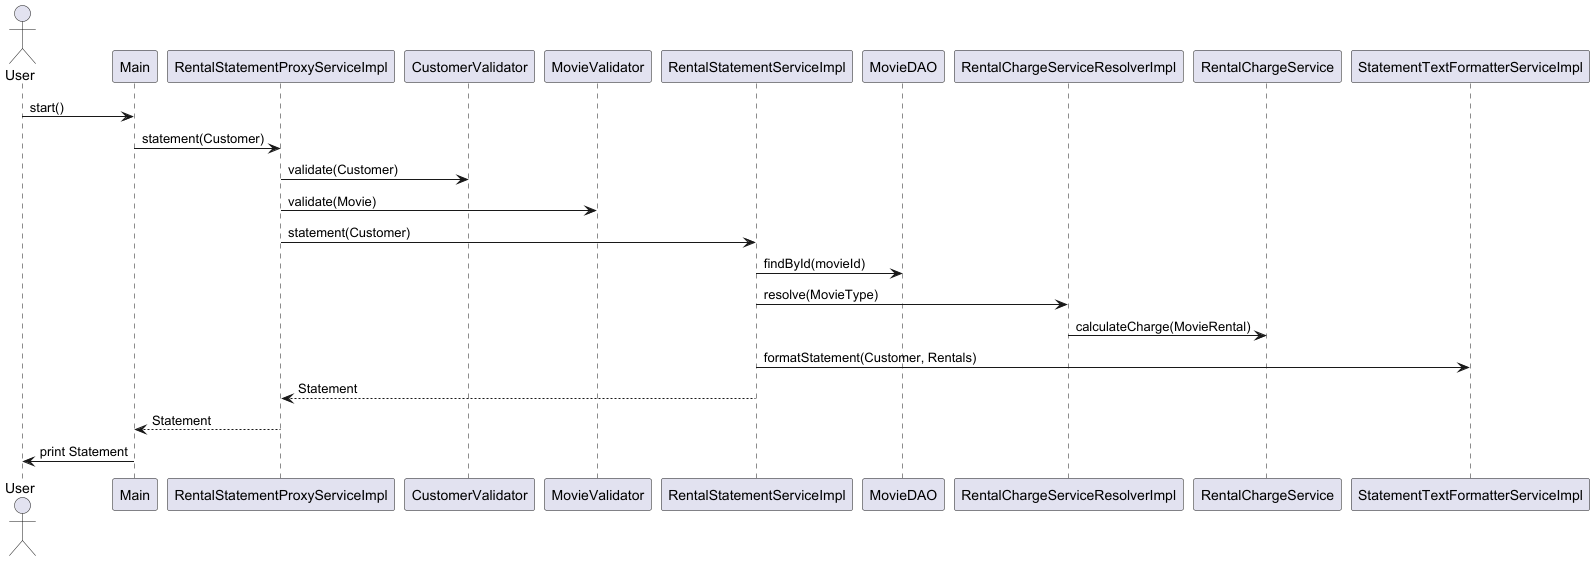 User
Main
RentalStatementProxyServiceImpl
CustomerValidator
MovieValidator
RentalStatementServiceImpl
MovieDAO
RentalChargeServiceResolverImpl
RentalChargeService
StatementTextFormatterServiceImpl
start()
statement(Customer)
validate(Customer)
validate(Movie)
statement(Customer)
findById(movieId)
resolve(MovieType)
calculateCharge(MovieRental)
formatStatement(Customer, Rentals)
Statement
Statement
print Statement
User
Main
RentalStatementProxyServiceImpl
CustomerValidator
MovieValidator
RentalStatementServiceImpl
MovieDAO
RentalChargeServiceResolverImpl
RentalChargeService
StatementTextFormatterServiceImpl